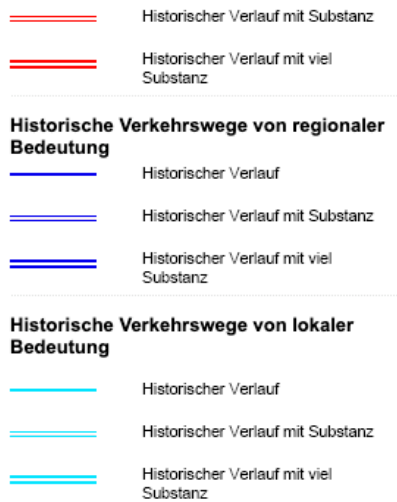 Historischer Verlauf mit Substanz
Historischer Verlauf mit viel
Substanz
Historische Verkehrswege von regionaler
Bedeutung
Historischer Verlauf
Historischer Verlauf mit Substanz
Historischer Verlauf mit viel
Substanz
Historische Verkehrswege von lokaler
Bedeutung
Historischer Verlauf
Historischer Verlauf mit Substanz
Historischer Verlauf mit viel
Substanz